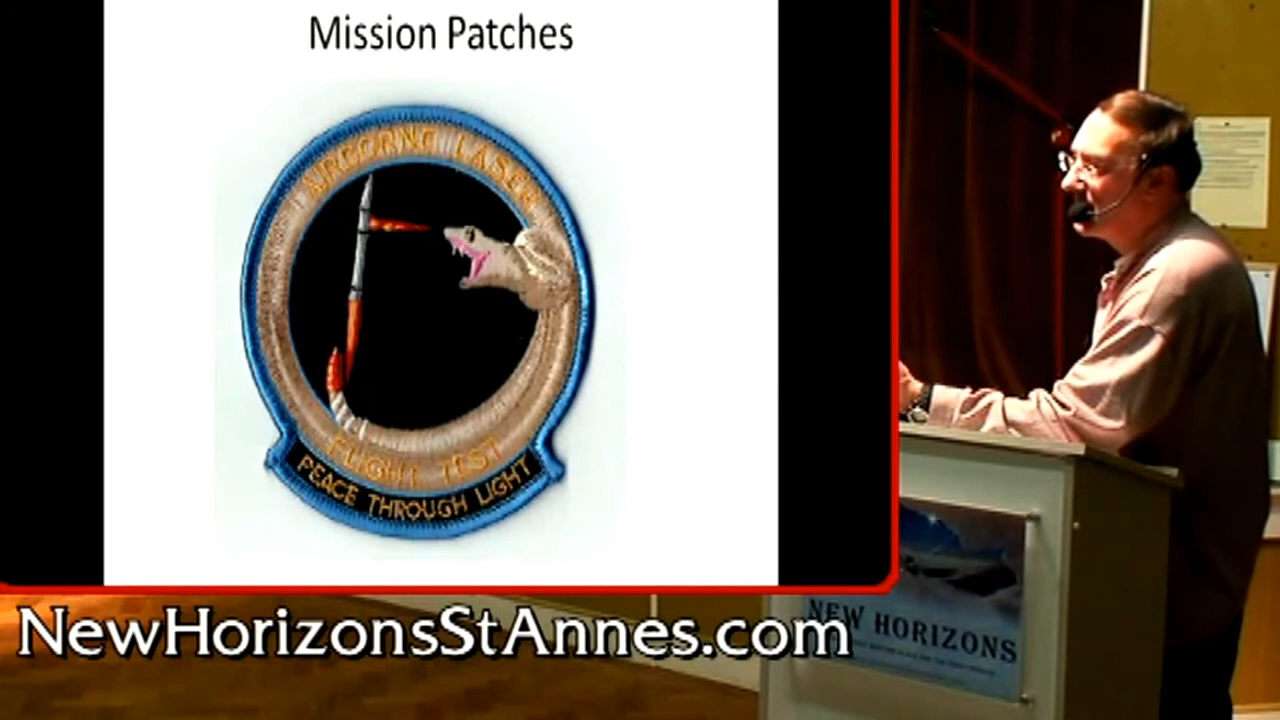 Mission Patches
AIRBORNE LASER
FLIGHT TEST
PEACE THROUGH LIGHT
NewHorizonsStAnnes.com
NEW HORIZONS